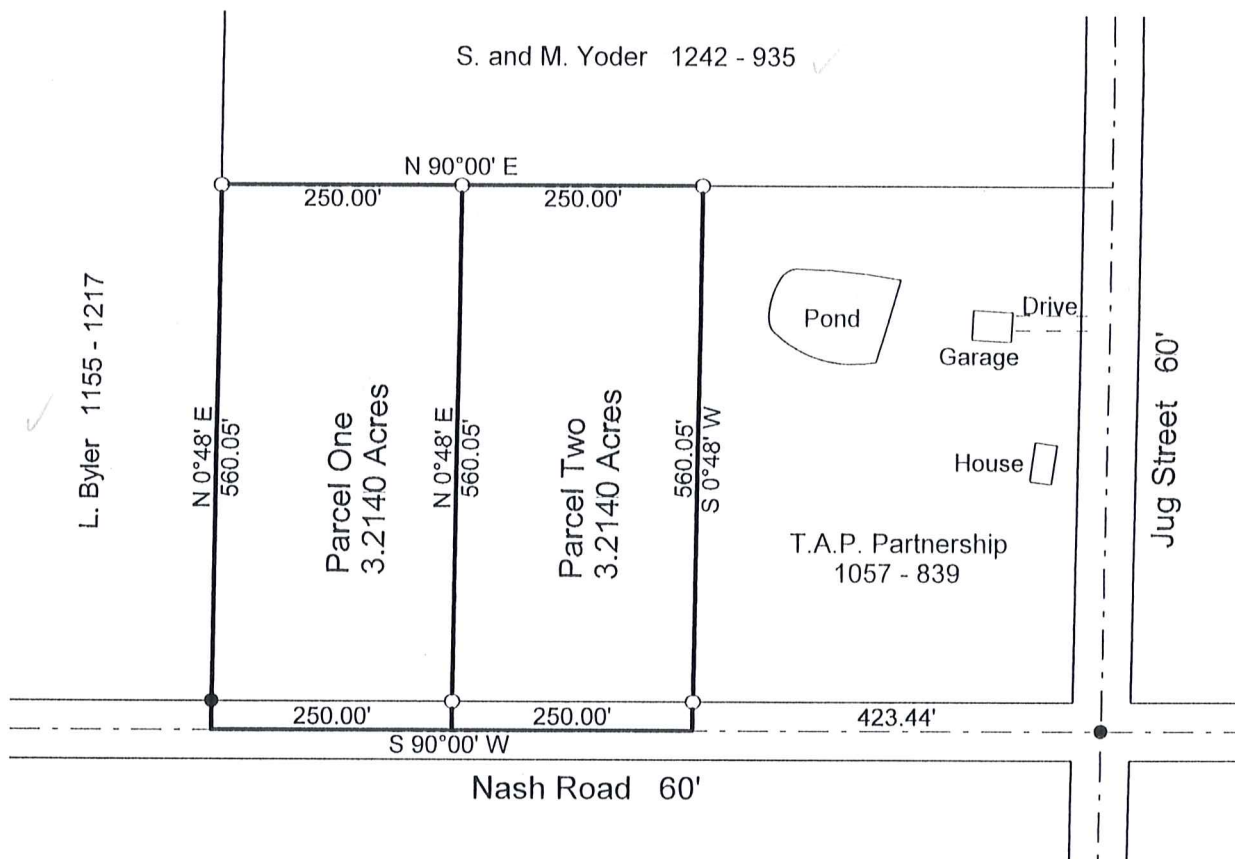 S. and M. Yoder 1242 - 935
N 90°00' E
250.00'
250.00'
L. Byler 1155 - 1217
N 0°48' E
560.05'
Parcel One
3.2140 Acres
N 0°48' E
560.05'
Parcel Two
3.2140 Acres
560.05'
S 0°48' W
Pond
Drive
Garage
House
T.A.P. Partnership
1057 - 839
Jug Street 60'
250.00'
250.00'
423.44'
S 90°00' W
Nash Road 60'